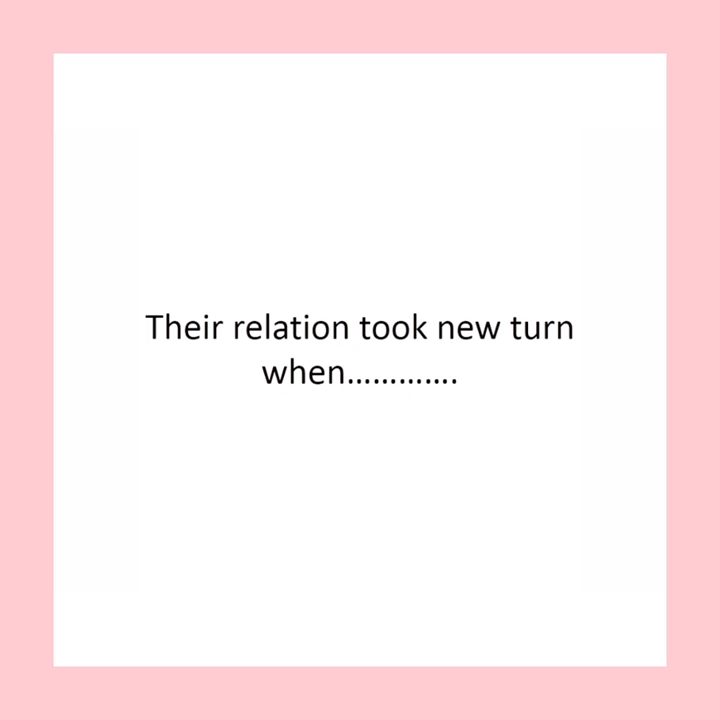 Their relation took new turn
when………….